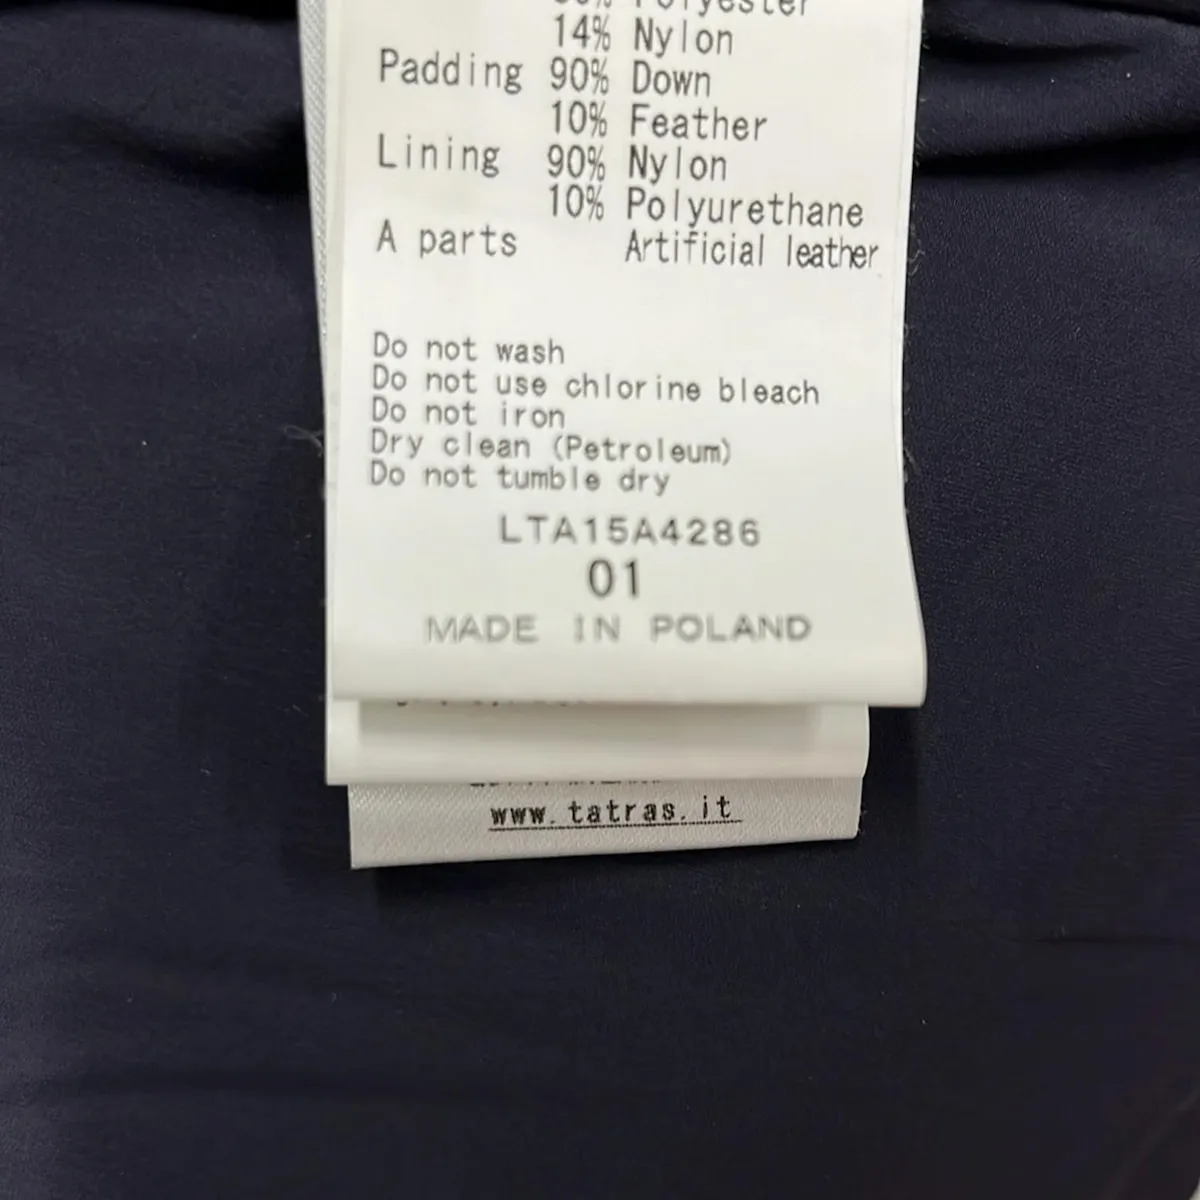 Polyester
14% Nylon
Padding 90% Down
10% Feather
Lining 90% Nylon
10% Polyurethane
A parts Artificial leather
Do not wash
Do not use chlorine bleach
Do not iron
Dry clean (Petroleum)
Do not tumble dry
LTA15A4286
01
MADE IN POLAND
www.tatras.it